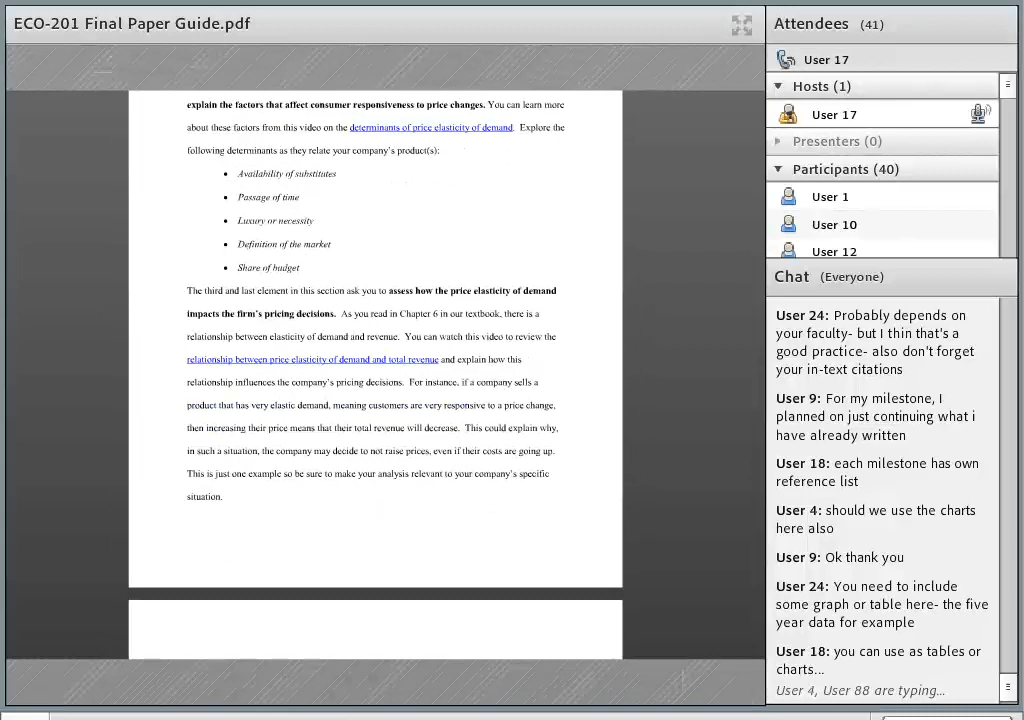 ECO-201 Final Paper Guide.pdf
explain the factors that affect consumer responsiveness to price changes. You can learn more
about these factors from this video on the determinants of price elasticity of demand. Explore the
following determinants as they relate your company's product(s):
• Availability of substitutes
• Passage of time
• Luxury or necessity
• Definition of the market
• Share of budget
The third and last element in this section ask you to assess how the price elasticity of demand
impacts the firm's pricing decisions. As you read in Chapter 6 in our textbook, there is a
relationship between elasticity of demand and revenue. You can watch this video to review the
relationship between price elasticity of demand and total revenue and explain how this
relationship influences the company's pricing decisions. For instance, if a company sells a
product that has very elastic demand, meaning customers are very responsive to a price change,
then increasing their price means that their total revenue will decrease. This could explain why,
in such a situation, the company may decide to not raise prices, even if their costs are going up.
This is just one example so be sure to make your analysis relevant to your company's specific
situation.
Attendees (41)
User 17
Hosts (1)
User 17
Presenters (0)
Participants (40)
User 1
User 10
User 12
Chat (Everyone)
User 24: Probably depends on
your faculty- but I thin that's a
good practice- also don't forget
your in-text citations
User 9: For my milestone, I
planned on just continuing what i
have already written
User 18: each milestone has own
reference list
User 4: should we use the charts
here also
User 9: Ok thank you
User 24: You need to include
some graph or table here- the five
year data for example
User 18: you can use as tables or
charts...
User 4, User 88 are typing...